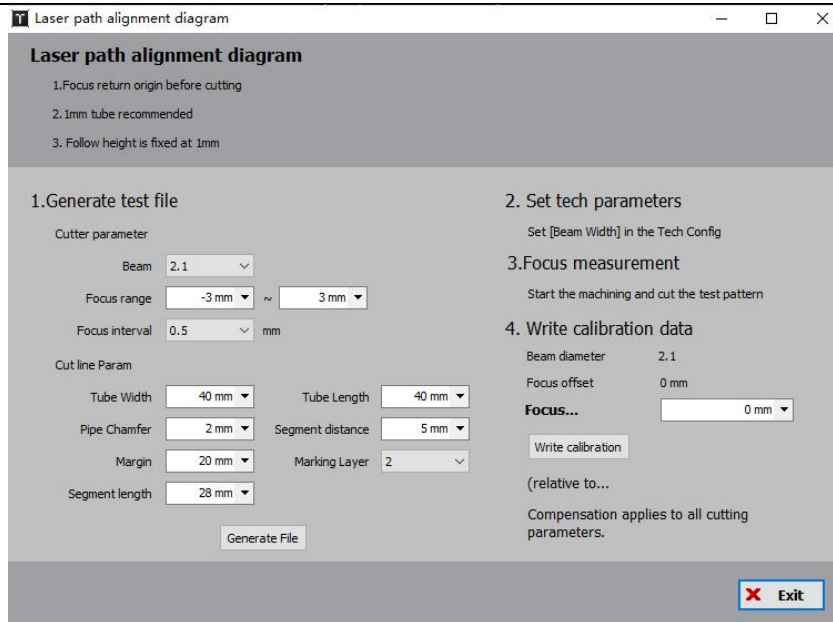 Laser path alignment diagram
Laser path alignment diagram
1.Focus return origin before cutting
2.1mm tube recommended
3. Follow height is fixed at 1mm
1.Generate test file
Cutter parameter
Beam 2.1
Focus range -3 mm ~ 3 mm
Focus interval 0.5 mm
Cut line Param
Tube Width 40 mm Tube Length 40 mm
Pipe Chamfer 2 mm Segment distance 5 mm
Margin 20 mm Marking Layer 2
Segment length 28 mm
Generate File
2. Set tech parameters
Set [Beam Width] in the Tech Config
3.Focus measurement
Start the machining and cut the test pattern
4. Write calibration data
Beam diameter 2.1
Focus offset 0 mm
Focus... 0 mm
Write calibration
(relative to...
Compensation applies to all cutting
parameters.
Exit